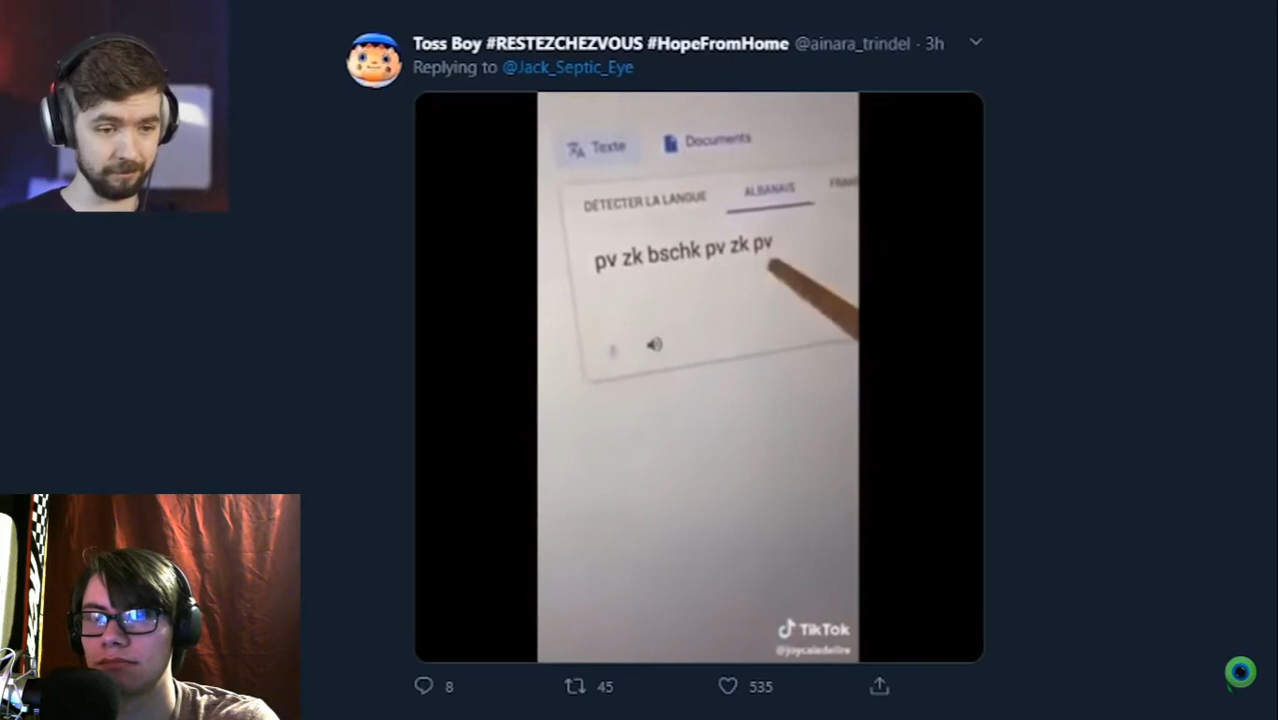 Toss Boy #RESTEZCHEZVOUS #HopeFromHome @ainara_trindel · 3h
Replying to @Jack_Septic_Eye
Texte Documents
DÉTECTER LA LANGUE ALBANAIS
pv zk bschk pv zk pv
TikTok
@joycaledelire
8 45 535